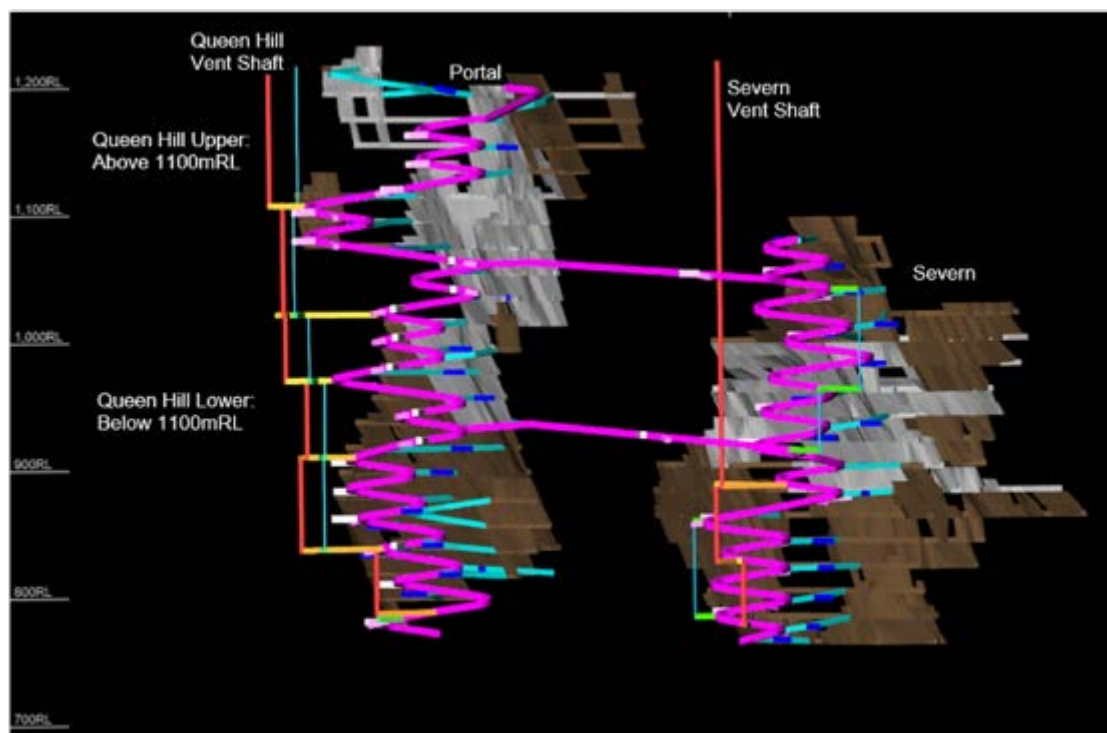 Queen Hill
Vent Shaft
Portal
1,200RL
Severn
Vent Shaft
Queen Hill Upper:
Above 1100mRL
1,100RL
Severn
1,000RL
Queen Hill Lower:
Below 1100mRL
900RL
800RL
700RL